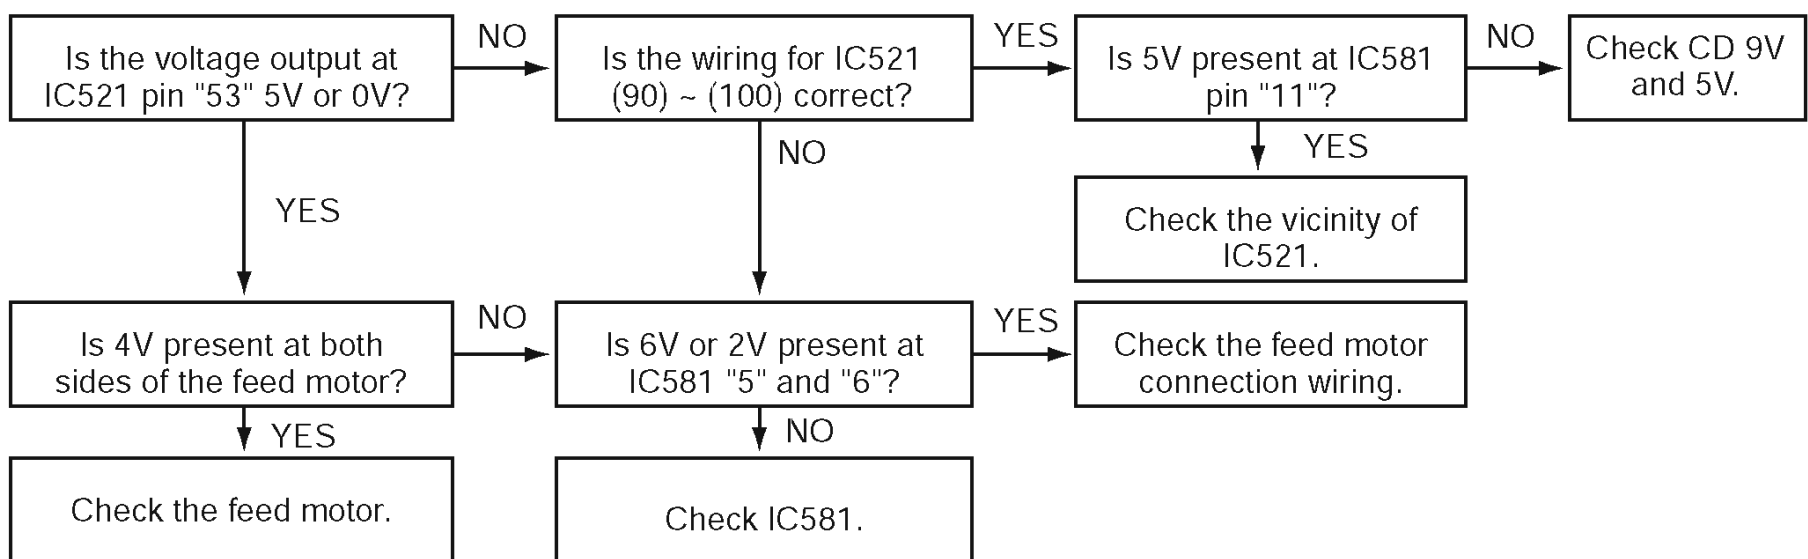 Is the voltage output at
IC521 pin "53" 5V or 0V?
NO
Is the wiring for IC521
(90) ~ (100) correct?
YES
Is 5V present at IC581
pin "11"?
NO
Check CD 9V
and 5V.
YES
NO
YES
Check the vicinity of
IC521.
Is 4V present at both
sides of the feed motor?
NO
Is 6V or 2V present at
IC581 "5" and "6"?
YES
Check the feed motor
connection wiring.
YES
NO
Check the feed motor.
Check IC581.